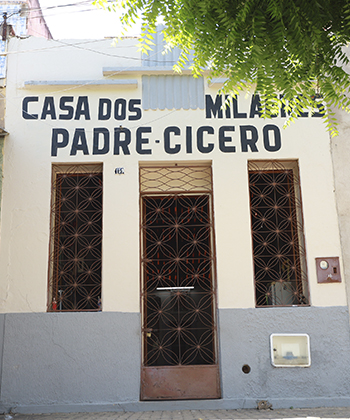 CASA DOS MILAGRES
PADRE-CICERO